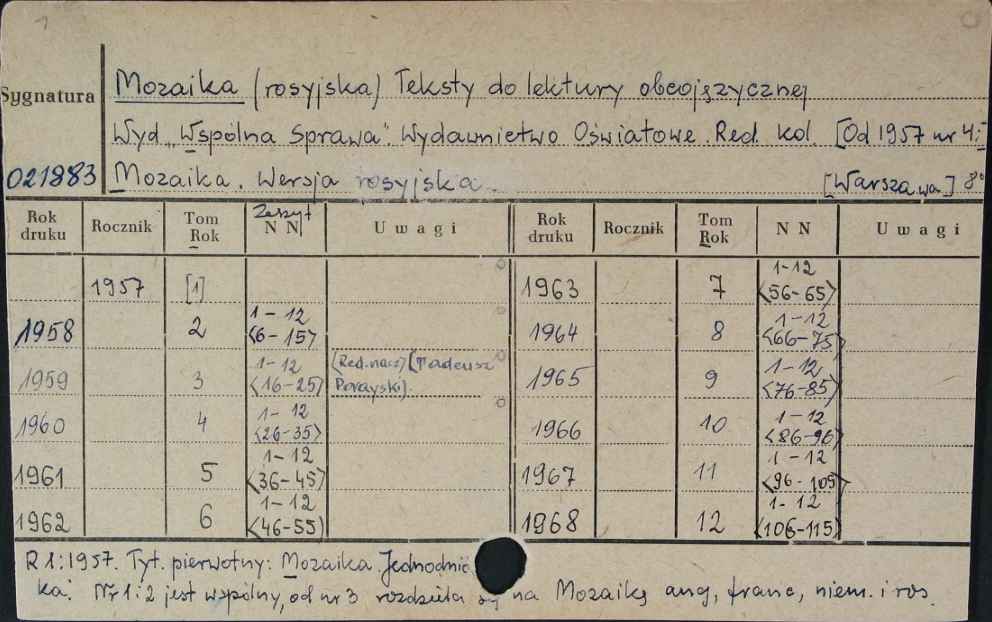 1
Mozaika (rosyjska) Teksty do lektury obcojęzycznej
Sygnatura
Wyd. "Wspólna Sprawa". Wydawnictwo Oświatowe. Red. kol. [Od 1957 nr 4:]
021883
Mozaika. Wersja rosyjska. [Warszawa] 8°
Rok druku Rocznik Tom Rok Zeszyt N N U w a g i Rok druku Rocznik Tom Rok N N U w a g i
1957 [1] 1963 7 1-12 <56-65>
1958 2 1-12 <6-15> 1964 8 1-12 <66-75>
1959 3 1-12 <16-25> (Red. nacz) [Tadeusz Parayski]. 1965 9 1-12 <76-85>
1960 4 1-12 <26-35> 1966 10 1-12 <86-96>
1961 5 1-12 <36-45> 1967 11 1-12 <96-105>
1962 6 1-12 <46-55> 1968 12 1-12 <106-115>
R 1:1957. Tyt. pierwotny: Mozaika. Jednodniów
ka. Nr 1:2 jest wspólny, od nr 3 rozdziela się na Mozaikę ang, franc, niem. i ros.